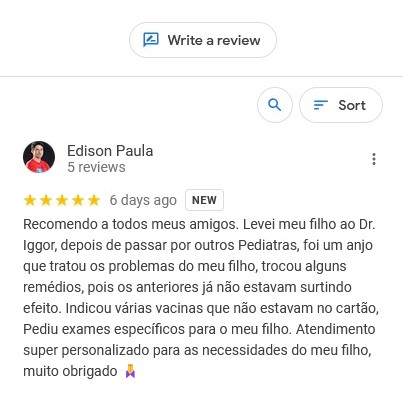 Write a review
Sort
Edison Paula
5 reviews
6 days ago NEW
Recomendo a todos meus amigos. Levei meu filho ao Dr.
Iggor, depois de passar por outros Pediatras, foi um anjo
que tratou os problemas do meu filho, trocou alguns
remédios, pois os anteriores já não estavam surtindo
efeito. Indicou várias vacinas que não estavam no cartão,
Pediu exames específicos para o meu filho. Atendimento
super personalizado para as necessidades do meu filho,
muito obrigado